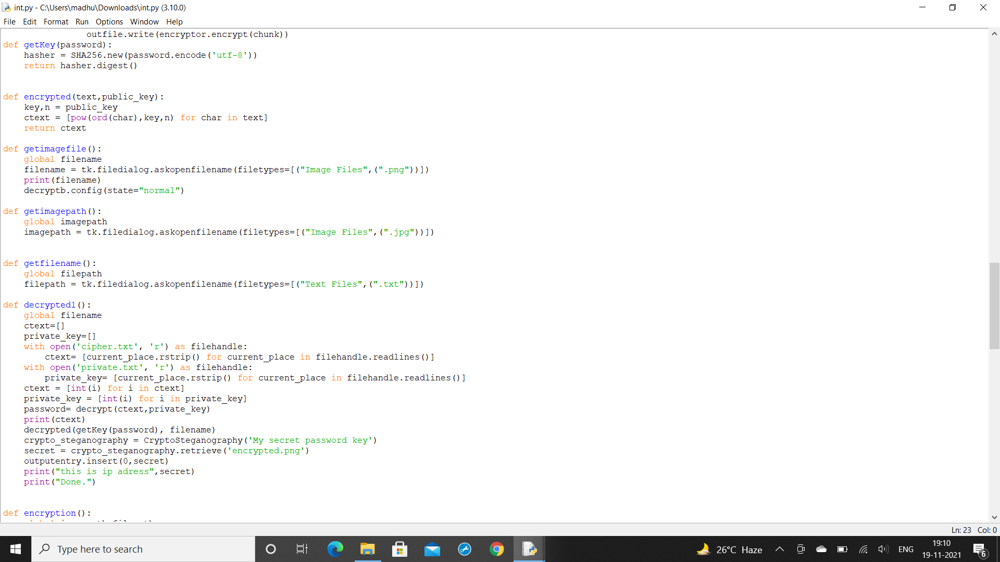 int.py - C:\Users\madhu\Downloads\int.py (3.10.0)
File Edit Format Run Options Window Help
                outfile.write(encryptor.encrypt(chunk))
def getKey(password):
    hasher = SHA256.new(password.encode('utf-8'))
    return hasher.digest()
def encrypted(text,public_key):
    key,n = public_key
    ctext = [pow(ord(char),key,n) for char in text]
    return ctext
def getimagefile():
    global filename
    filename = tk.filedialog.askopenfilename(filetypes=[("Image Files",(".png"))])
    print(filename)
    decryptb.config(state="normal")
def getimagepath():
    global imagepath
    imagepath = tk.filedialog.askopenfilename(filetypes=[("Image Files",(".jpg"))])
def getfilename():
    global filepath
    filepath = tk.filedialog.askopenfilename(filetypes=[("Text Files",(".txt"))])
def decrypted1():
    global filename
    ctext=[]
    private_key=[]
    with open('cipher.txt', 'r') as filehandle:
        ctext= [current_place.rstrip() for current_place in filehandle.readlines()]
    with open('private.txt', 'r') as filehandle:
        private_key= [current_place.rstrip() for current_place in filehandle.readlines()]
    ctext = [int(i) for i in ctext]
    private_key = [int(i) for i in private_key]
    password= decrypt(ctext,private_key)
    print(ctext)
    decrypted(getKey(password), filename)
    crypto_steganography = CryptoSteganography('My secret password key')
    secret = crypto_steganography.retrieve('encrypted.png')
    outputentry.insert(0,secret)
    print("this is ip adress",secret)
    print("Done.")
def encryption():
Ln: 23 Col: 0
Type here to search
26°C Haze
ENG
19:10
19-11-2021
6